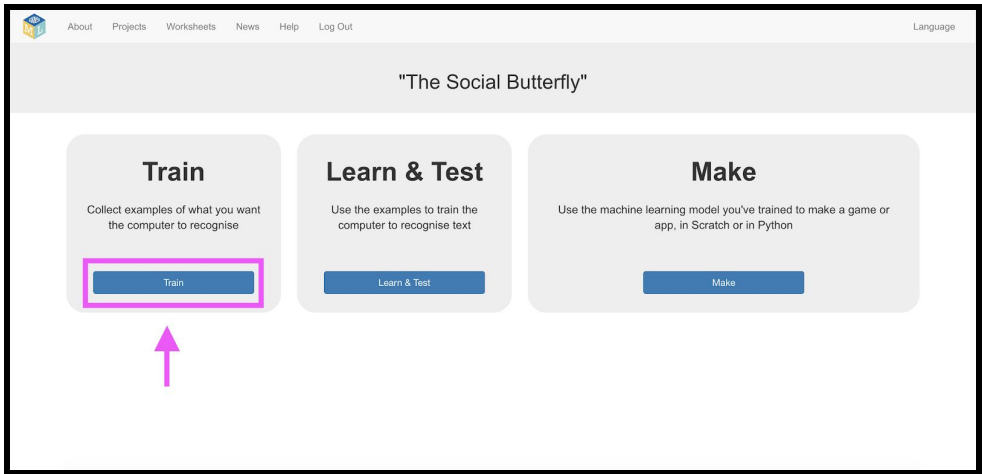 About Projects Worksheets News Help Log Out Language
"The Social Butterfly"
Train
Collect examples of what you want
the computer to recognise
Train
Learn & Test
Use the examples to train the
computer to recognise text
Learn & Test
Make
Use the machine learning model you've trained to make a game or
app, in Scratch or in Python
Make